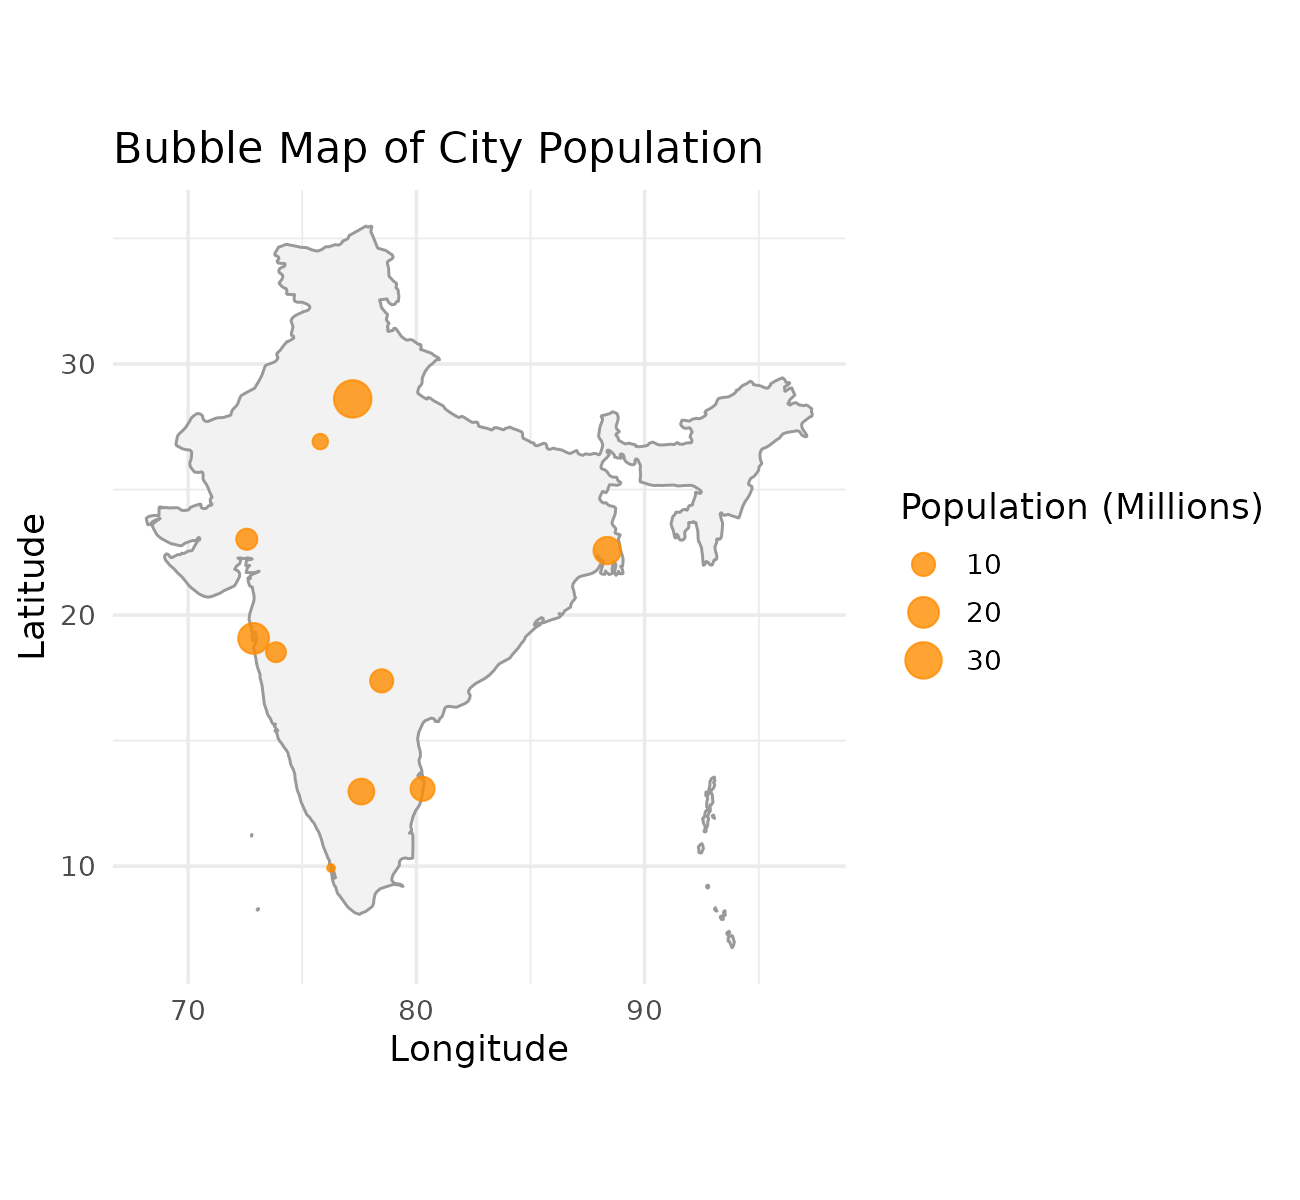 Bubble Map of City Population
30
20
10
70 80 90
Longitude
Latitude
Population (Millions)
10
20
30